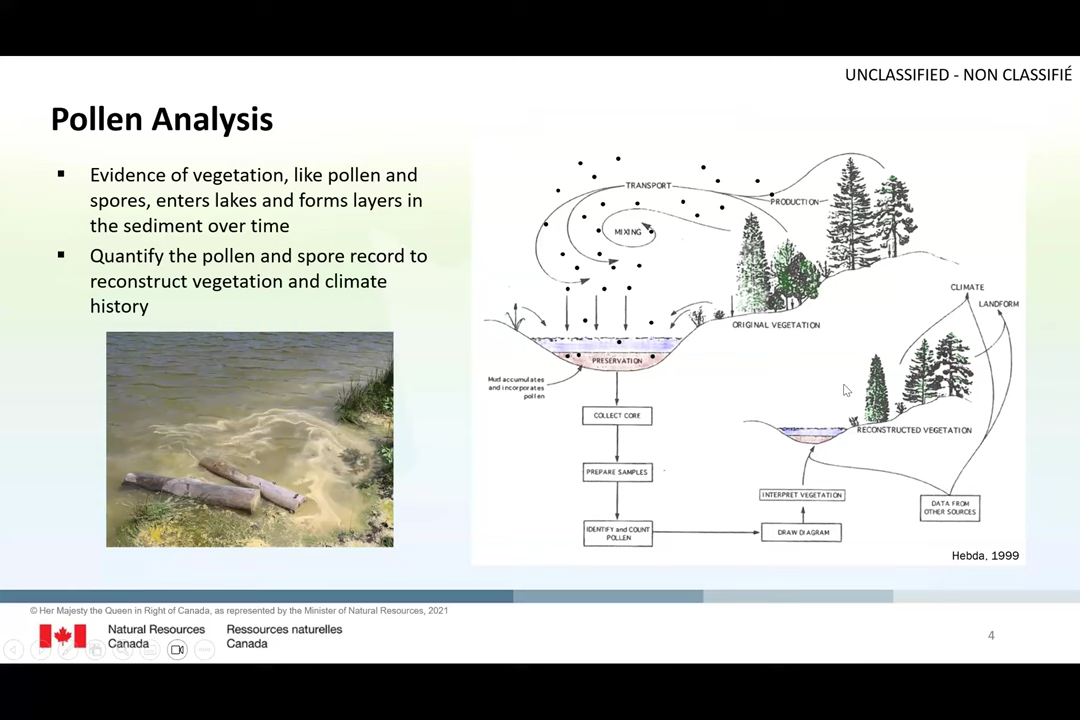 UNCLASSIFIED - NON CLASSIFIÉ
Pollen Analysis
▪ Evidence of vegetation, like pollen and
spores, enters lakes and forms layers in
the sediment over time
▪ Quantify the pollen and spore record to
reconstruct vegetation and climate
history
TRANSPORT
PRODUCTION
MIXING
ORIGINAL VEGETATION
PRESERVATION
Mud accumulates
and incorporates
pollen
COLLECT CORE
PREPARE SAMPLES
IDENTIFY and COUNT
POLLEN
DRAW DIAGRAM
INTERPRET VEGETATION
RECONSTRUCTED VEGETATION
CLIMATE
LANDFORM
DATA FROM
OTHER SOURCES
Hebda, 1999
© Her Majesty the Queen in Right of Canada, as represented by the Minister of Natural Resources, 2021
Natural Resources
Canada
Ressources naturelles
Canada
4